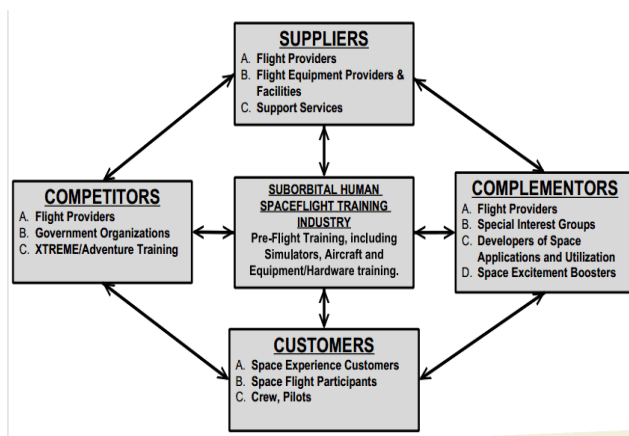 SUPPLIERS
A. Flight Providers
B. Flight Equipment Providers &
Facilities
C. Support Services
COMPETITORS
A. Flight Providers
B. Government Organizations
C. XTREME/Adventure Training
SUBORBITAL HUMAN
SPACEFLIGHT TRAINING
INDUSTRY
Pre-Flight Training, including
Simulators, Aircraft and
Equipment/Hardware training.
COMPLEMENTORS
A. Flight Providers
B. Special Interest Groups
C. Developers of Space
Applications and Utilization
D. Space Excitement Boosters
CUSTOMERS
A. Space Experience Customers
B. Space Flight Participants
C. Crew, Pilots